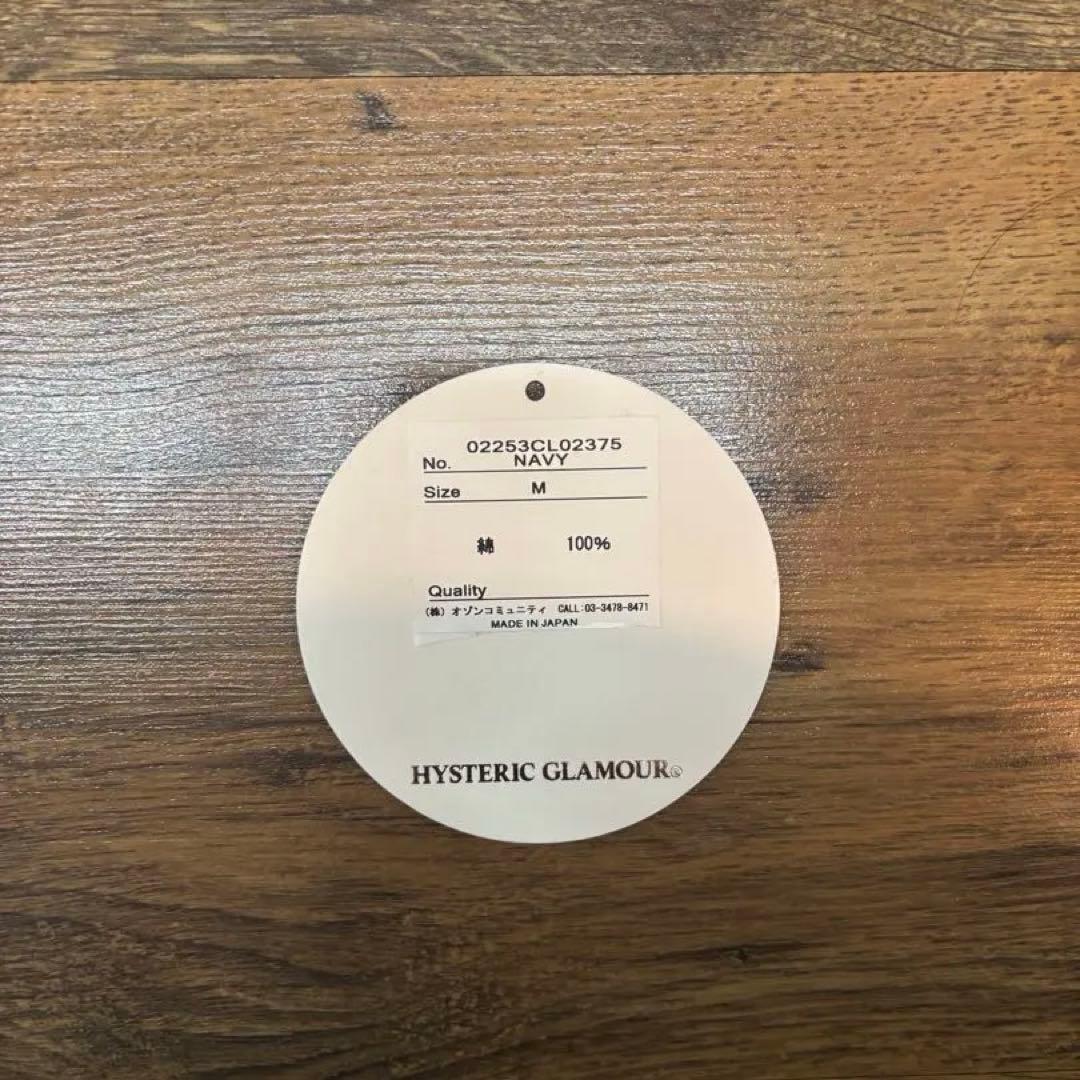 02253CL02375
No. NAVY
Size M
綿 100%
Quality
(株) オゾンコミュニティ CALL:03-3478-8471
MADE IN JAPAN
HYSTERIC GLAMOUR®